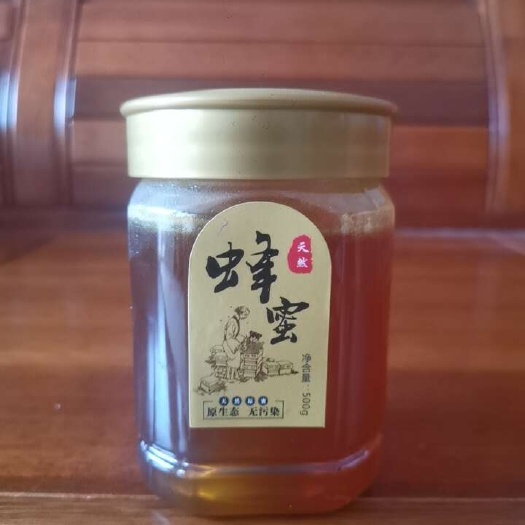 天然
蜂蜜
净含量：500g
原生态 无污染